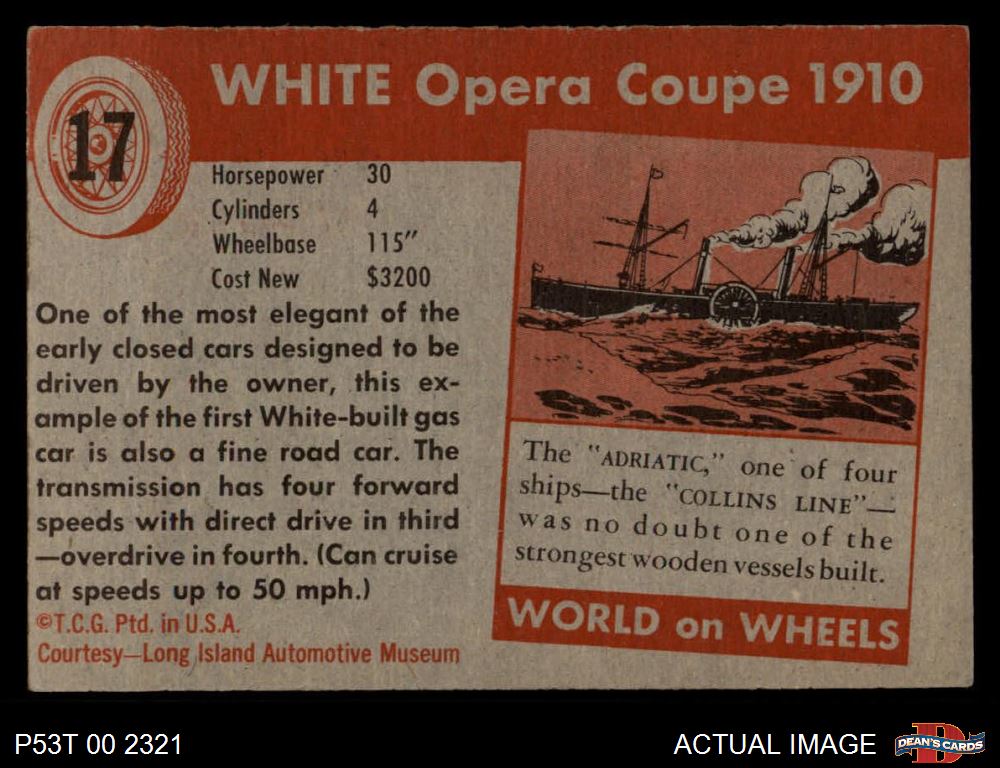 17
WHITE Opera Coupe 1910
Horsepower 30
Cylinders 4
Wheelbase 115"
Cost New $3200
One of the most elegant of the
early closed cars designed to be
driven by the owner, this ex-
ample of the first White-built gas
car is also a fine road car. The
transmission has four forward
speeds with direct drive in third
—overdrive in fourth. (Can cruise
at speeds up to 50 mph.)
©T.C.G. Ptd. in U.S.A.
Courtesy—Long Island Automotive Museum
The "ADRIATIC," one of four
ships—the "COLLINS LINE"—
was no doubt one of the
strongest wooden vessels built.
WORLD on WHEELS
P53T 00 2321
ACTUAL IMAGE
D
DEAN'S CARDS